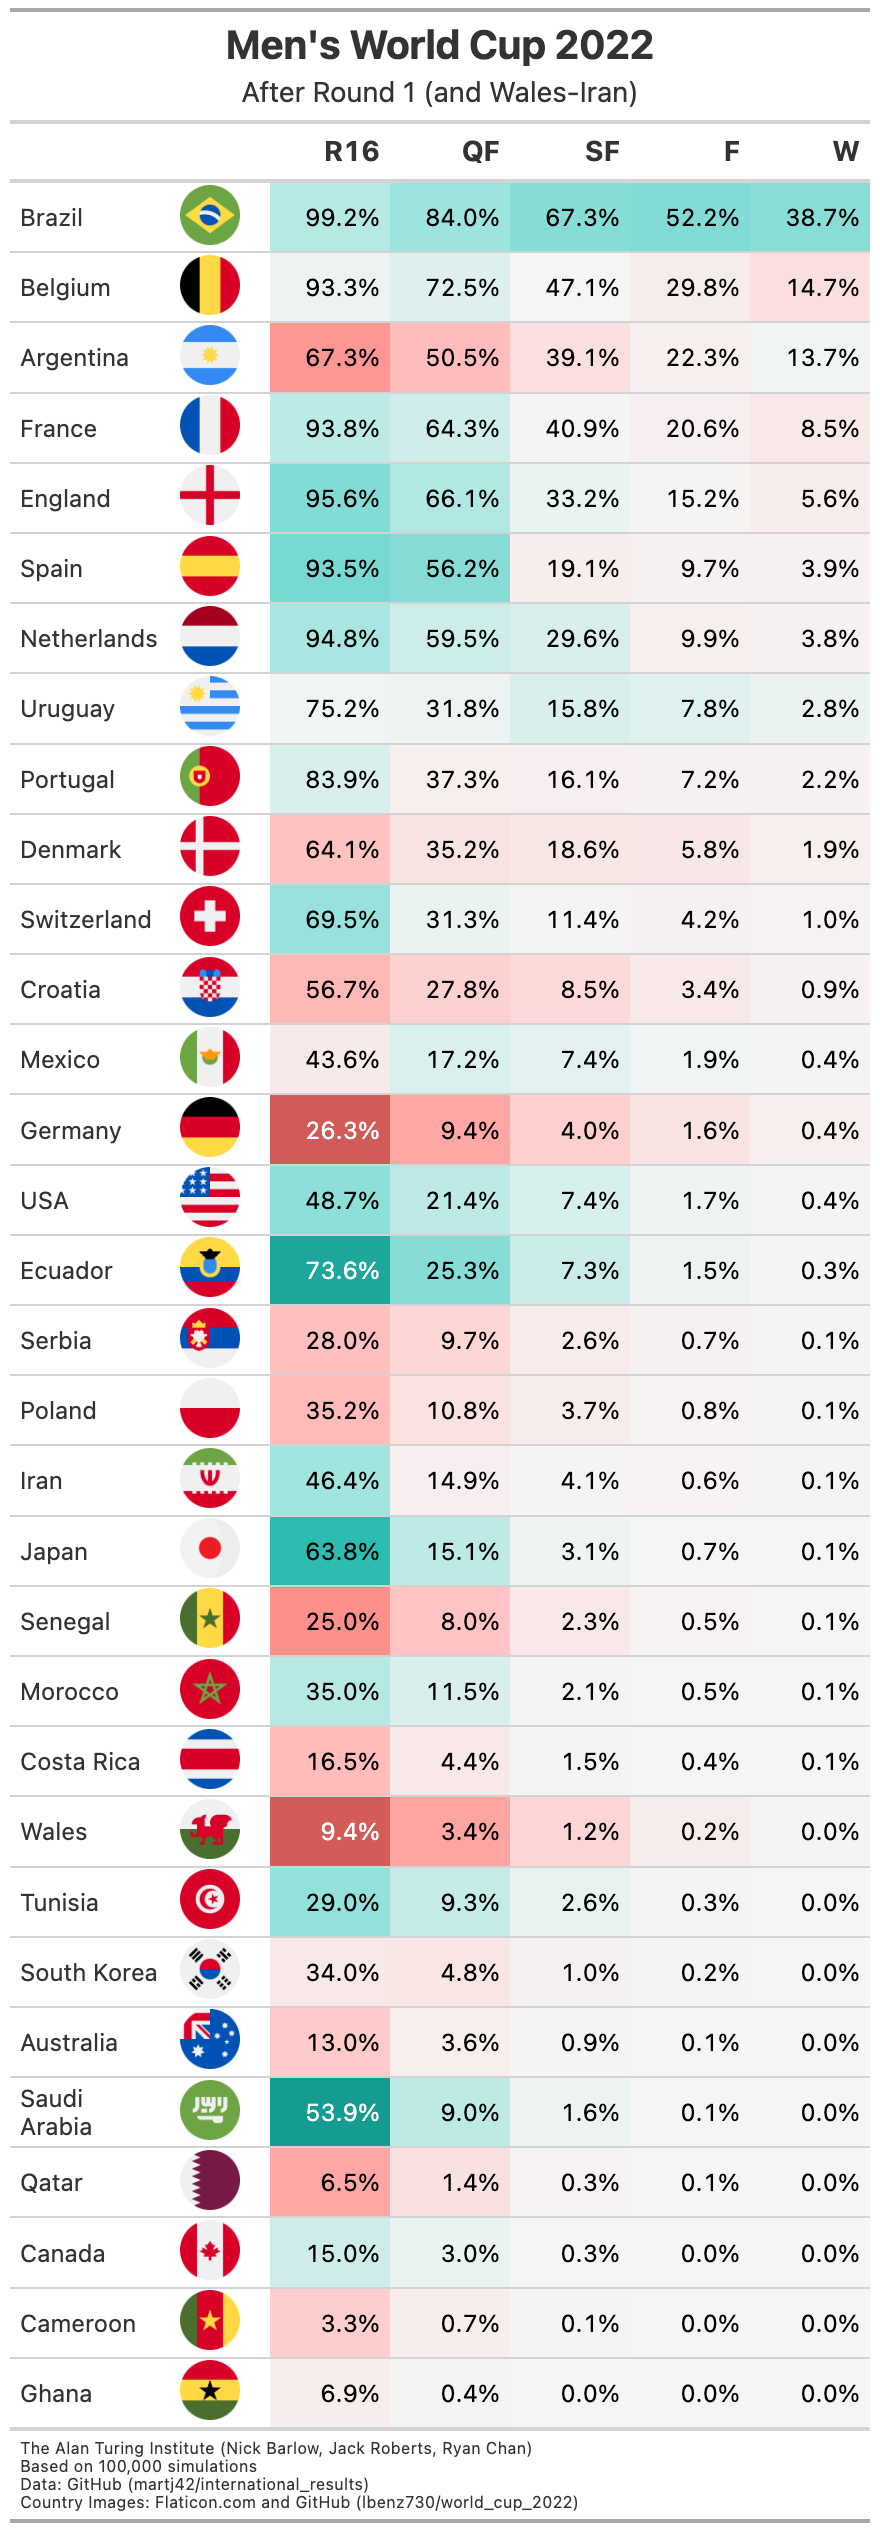 Men's World Cup 2022
After Round 1 (and Wales-Iran)
R16 QF SF F W
Brazil 99.2% 84.0% 67.3% 52.2% 38.7%
Belgium 93.3% 72.5% 47.1% 29.8% 14.7%
Argentina 67.3% 50.5% 39.1% 22.3% 13.7%
France 93.8% 64.3% 40.9% 20.6% 8.5%
England 95.6% 66.1% 33.2% 15.2% 5.6%
Spain 93.5% 56.2% 19.1% 9.7% 3.9%
Netherlands 94.8% 59.5% 29.6% 9.9% 3.8%
Uruguay 75.2% 31.8% 15.8% 7.8% 2.8%
Portugal 83.9% 37.3% 16.1% 7.2% 2.2%
Denmark 64.1% 35.2% 18.6% 5.8% 1.9%
Switzerland 69.5% 31.3% 11.4% 4.2% 1.0%
Croatia 56.7% 27.8% 8.5% 3.4% 0.9%
Mexico 43.6% 17.2% 7.4% 1.9% 0.4%
Germany 26.3% 9.4% 4.0% 1.6% 0.4%
USA 48.7% 21.4% 7.4% 1.7% 0.4%
Ecuador 73.6% 25.3% 7.3% 1.5% 0.3%
Serbia 28.0% 9.7% 2.6% 0.7% 0.1%
Poland 35.2% 10.8% 3.7% 0.8% 0.1%
Iran 46.4% 14.9% 4.1% 0.6% 0.1%
Japan 63.8% 15.1% 3.1% 0.7% 0.1%
Senegal 25.0% 8.0% 2.3% 0.5% 0.1%
Morocco 35.0% 11.5% 2.1% 0.5% 0.1%
Costa Rica 16.5% 4.4% 1.5% 0.4% 0.1%
Wales 9.4% 3.4% 1.2% 0.2% 0.0%
Tunisia 29.0% 9.3% 2.6% 0.3% 0.0%
South Korea 34.0% 4.8% 1.0% 0.2% 0.0%
Australia 13.0% 3.6% 0.9% 0.1% 0.0%
Saudi
Arabia 53.9% 9.0% 1.6% 0.1% 0.0%
Qatar 6.5% 1.4% 0.3% 0.1% 0.0%
Canada 15.0% 3.0% 0.3% 0.0% 0.0%
Cameroon 3.3% 0.7% 0.1% 0.0% 0.0%
Ghana 6.9% 0.4% 0.0% 0.0% 0.0%
The Alan Turing Institute (Nick Barlow, Jack Roberts, Ryan Chan)
Based on 100,000 simulations
Data: GitHub (martj42/international_results)
Country Images: Flaticon.com and GitHub (lbenz730/world_cup_2022)